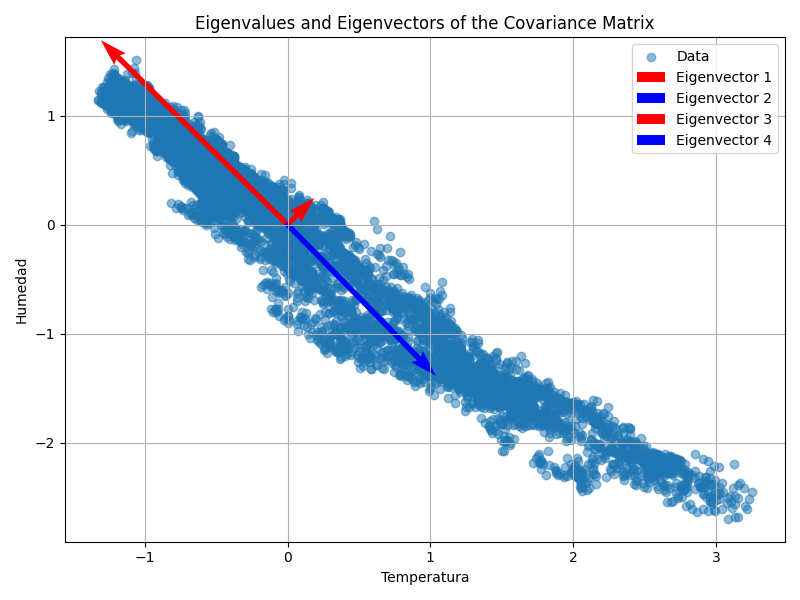 Eigenvalues and Eigenvectors of the Covariance Matrix
Data
Eigenvector 1
Eigenvector 2
Eigenvector 3
Eigenvector 4
Humedad
1
0
−1
−2
−1
0
1
2
3
Temperatura